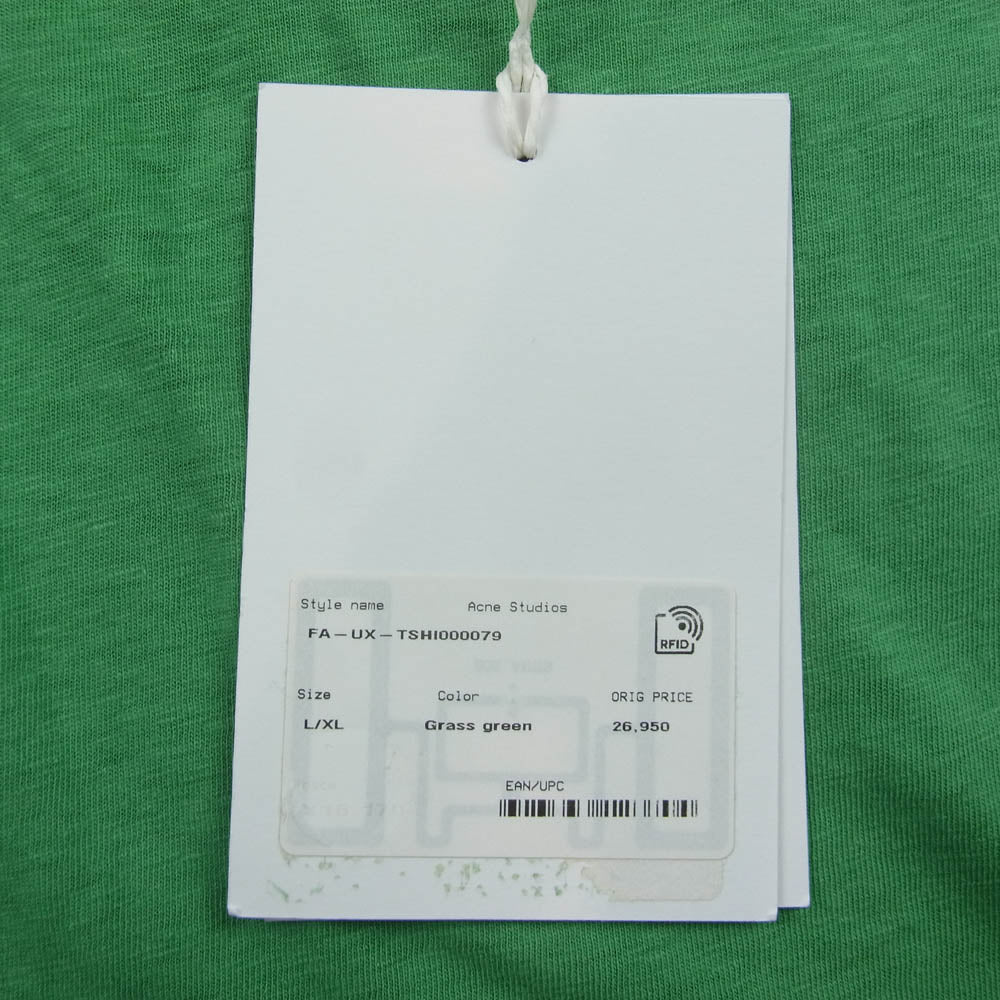 Style name Acne Studios
FA-UX-TSHI000079
RFID
Size Color ORIG PRICE
L/XL Grass green 26,950
EAN/UPC